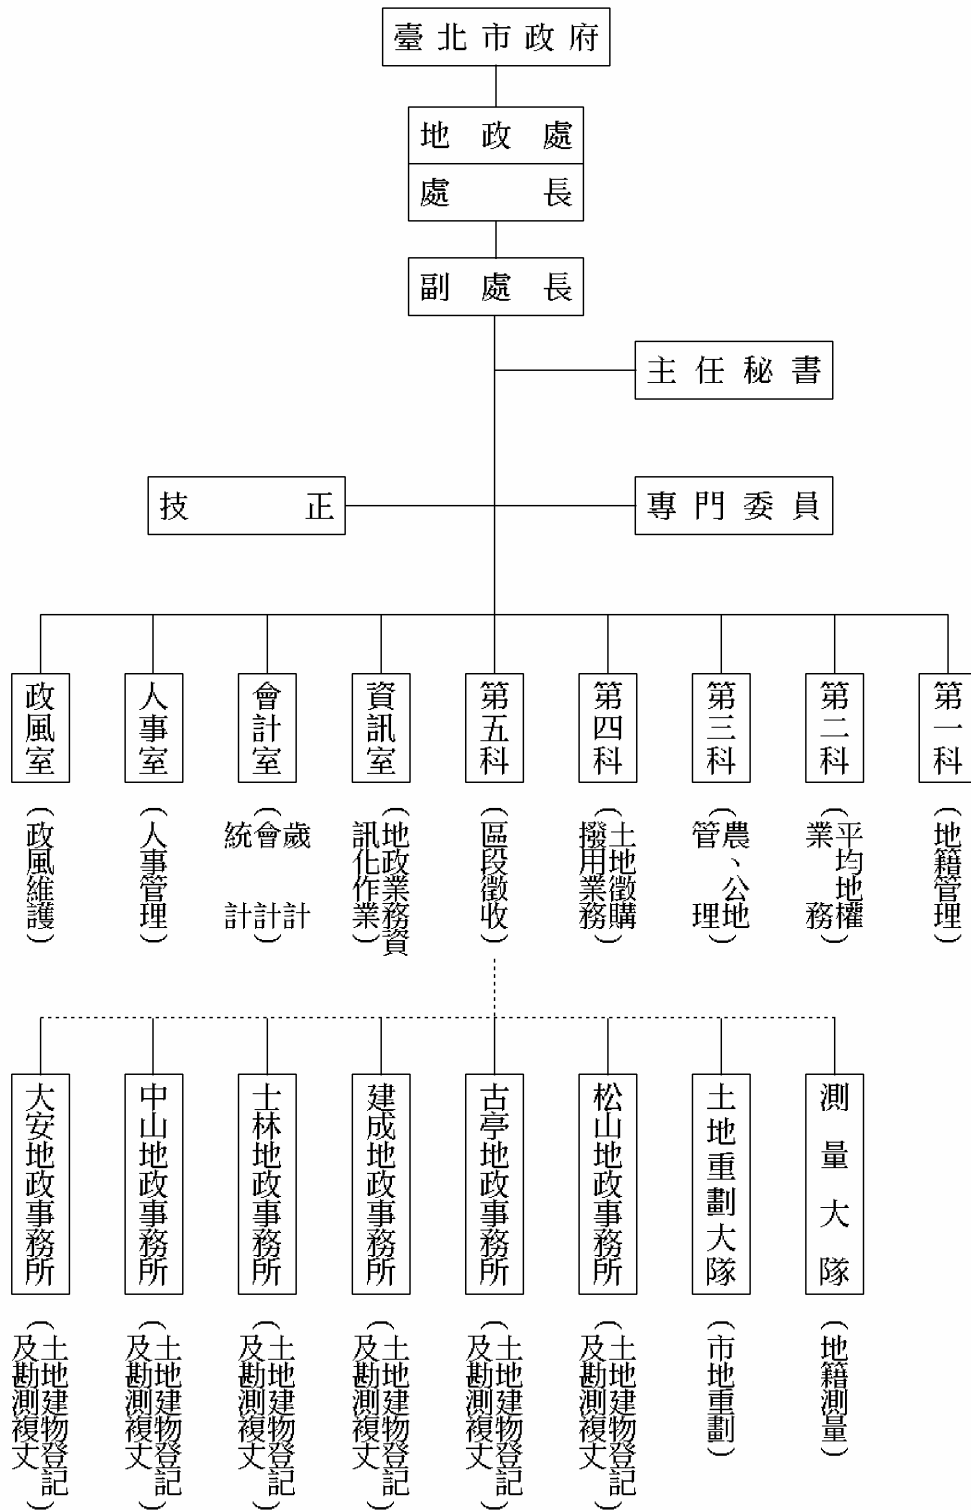 臺北市政府
地政處
處長
副處長
主任秘書
技正
專門委員
第一科
（地籍管理）
第二科
（平均地權
業務）
第三科
（農、公地
管理）
第四科
（土地徵購
撥用業務）
第五科
（區段徵收）
資訊室
（地政業務資
訊化作業）
會計室
（歲計
會計
統計）
人事室
（人事管理）
政風室
（政風維護）
測量大隊
（地籍測量）
土地重劃大隊
（市地重劃）
松山地政事務所
（土地建物登記
及勘測複丈）
古亭地政事務所
（土地建物登記
及勘測複丈）
建成地政事務所
（土地建物登記
及勘測複丈）
士林地政事務所
（土地建物登記
及勘測複丈）
中山地政事務所
（土地建物登記
及勘測複丈）
大安地政事務所
（土地建物登記
及勘測複丈）